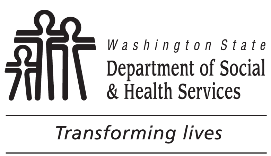 Washington State
Department of Social
& Health Services
Transforming lives